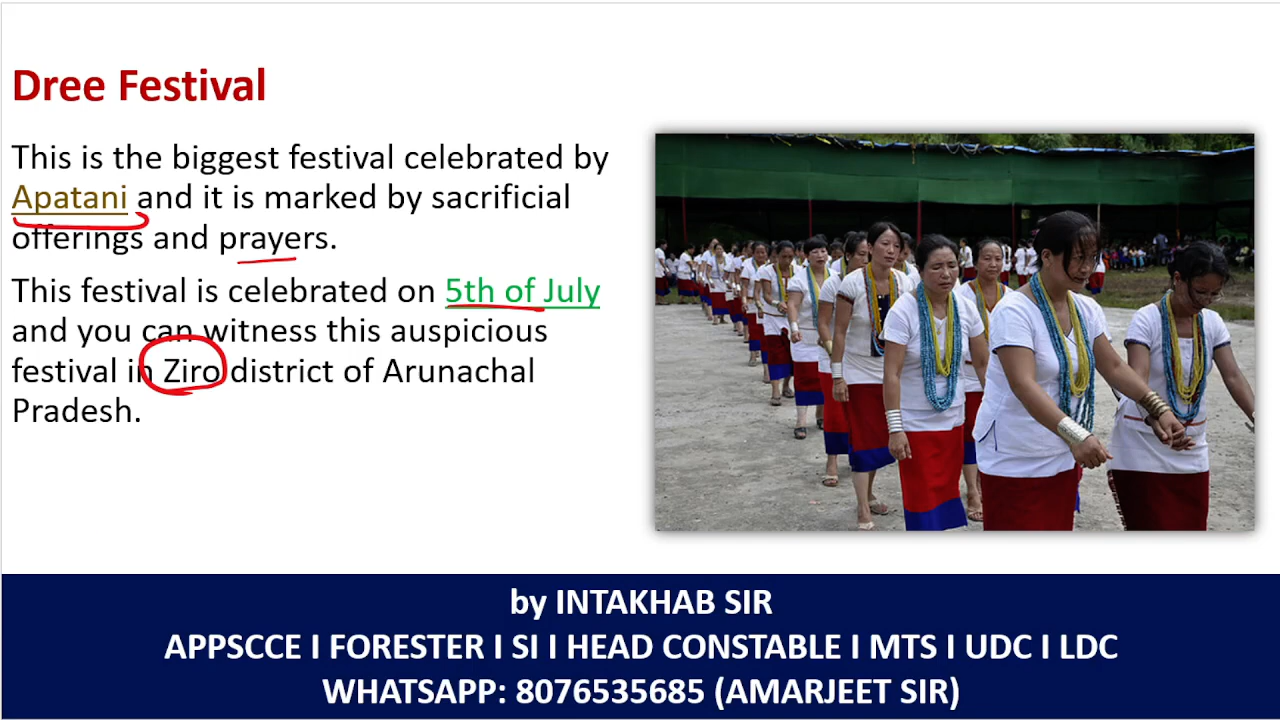 Dree Festival
This is the biggest festival celebrated by
Apatani and it is marked by sacrificial
offerings and prayers.
This festival is celebrated on 5th of July
and you can witness this auspicious
festival in Ziro district of Arunachal
Pradesh.
by INTAKHAB SIR
APPSCCE I FORESTER I SI I HEAD CONSTABLE I MTS I UDC I LDC
WHATSAPP: 8076535685 (AMARJEET SIR)